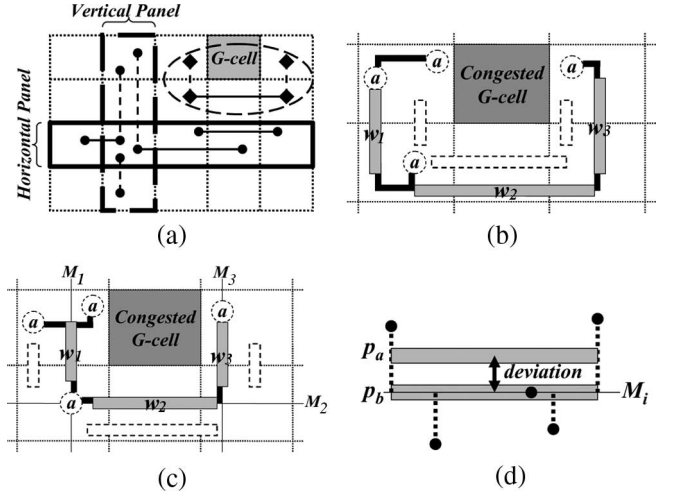 Vertical Panel
G-cell
Horizontal Panel
(a)
a
a
a
a
Congested
G-cell
w1
w2
w3
(b)
M1
M3
a
a
a
a
Congested
G-cell
w1
w3
w2
M2
(c)
pa
deviation
pb
Mi
(d)